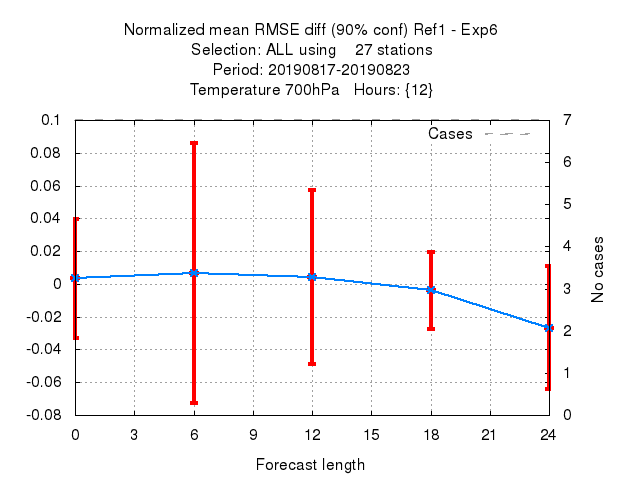 Normalized mean RMSE diff (90% conf) Ref1 - Exp6
Selection: ALL using    27 stations
Period: 20190817-20190823
Temperature 700hPa   Hours: {12}
Cases
0.1
0.08
0.06
0.04
0.02
0
-0.02
-0.04
-0.06
-0.08
7
6
5
4
3
2
1
0
No cases
0 3 6 9 12 15 18 21 24
Forecast length